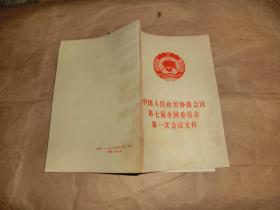 中国人民政治协商会议
第七届全国委员会
第一次会议文件